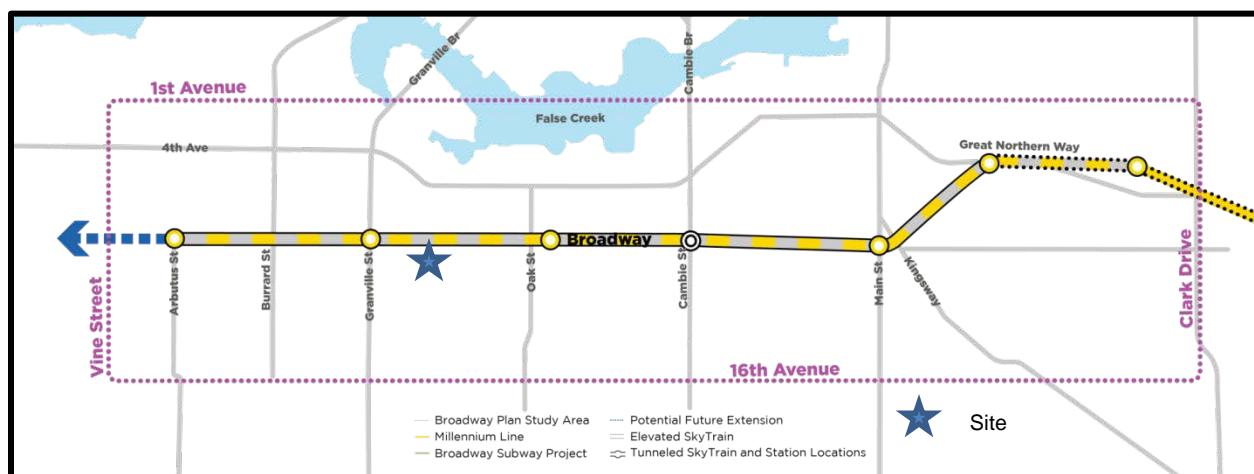 1st Avenue
Granville Br
Cambie Br
False Creek
4th Ave
Great Northern Way
Broadway
Vine Street
Arbutus St
Burrard St
Granville St
Oak St
Cambie St
Main St
Kingsway
Clark Drive
16th Avenue
Broadway Plan Study Area
Millennium Line
Broadway Subway Project
Potential Future Extension
Elevated SkyTrain
Tunneled SkyTrain and Station Locations
Site